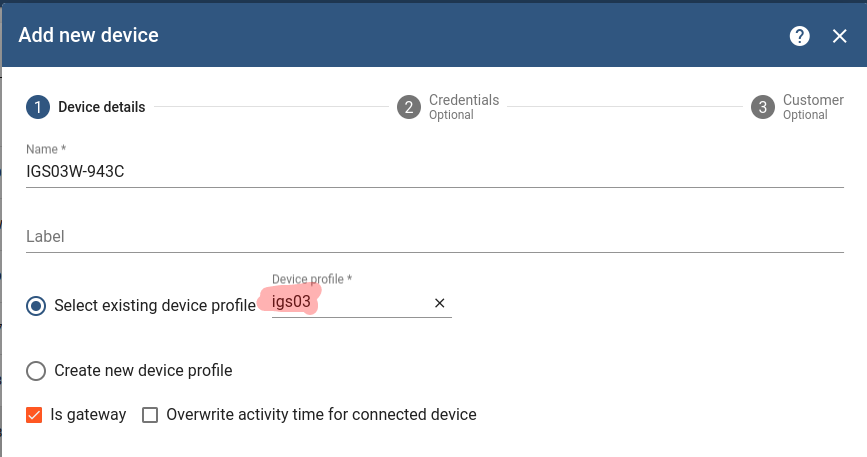 Add new device
1 Device details
2 Credentials
Optional
3 Customer
Optional
Name *
IGS03W-943C
Label
Device profile *
Select existing device profile igs03
Create new device profile
Is gateway Overwrite activity time for connected device